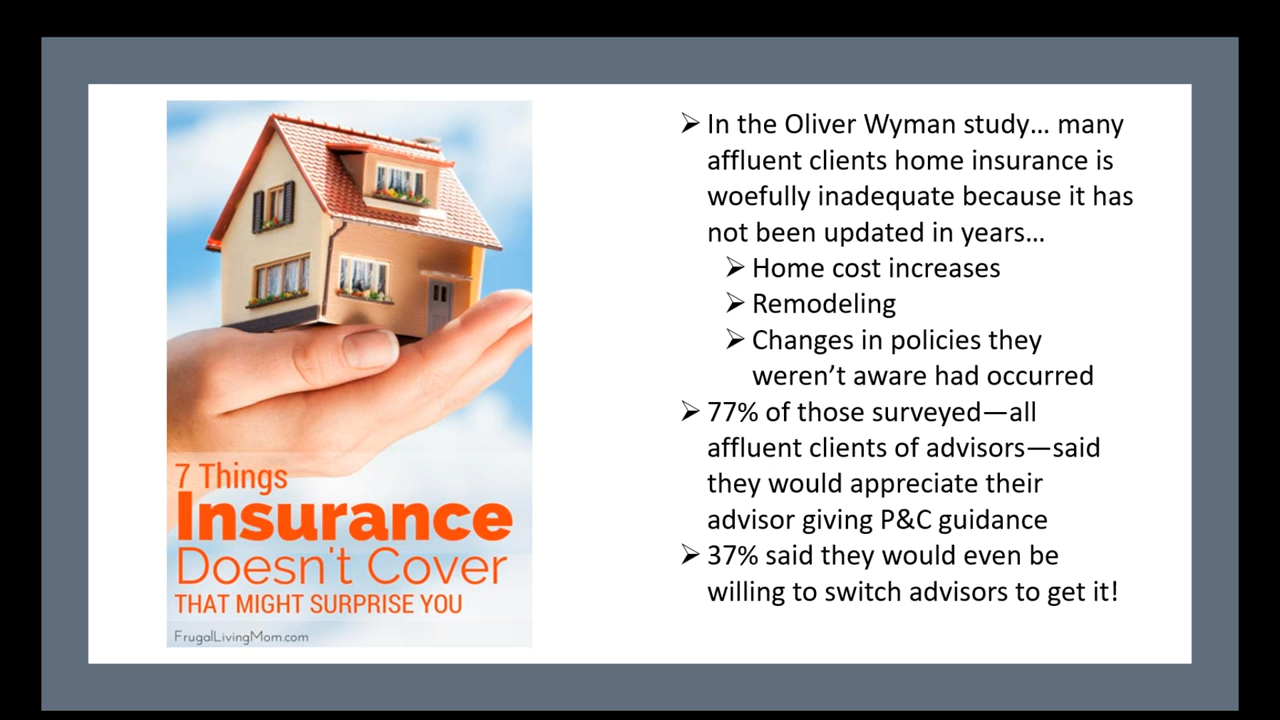 7 Things
Insurance
Doesn't Cover
THAT MIGHT SURPRISE YOU
FrugalLivingMom.com
➢ In the Oliver Wyman study… many
affluent clients home insurance is
woefully inadequate because it has
not been updated in years…
➢ Home cost increases
➢ Remodeling
➢ Changes in policies they
weren’t aware had occurred
➢ 77% of those surveyed—all
affluent clients of advisors—said
they would appreciate their
advisor giving P&C guidance
➢ 37% said they would even be
willing to switch advisors to get it!